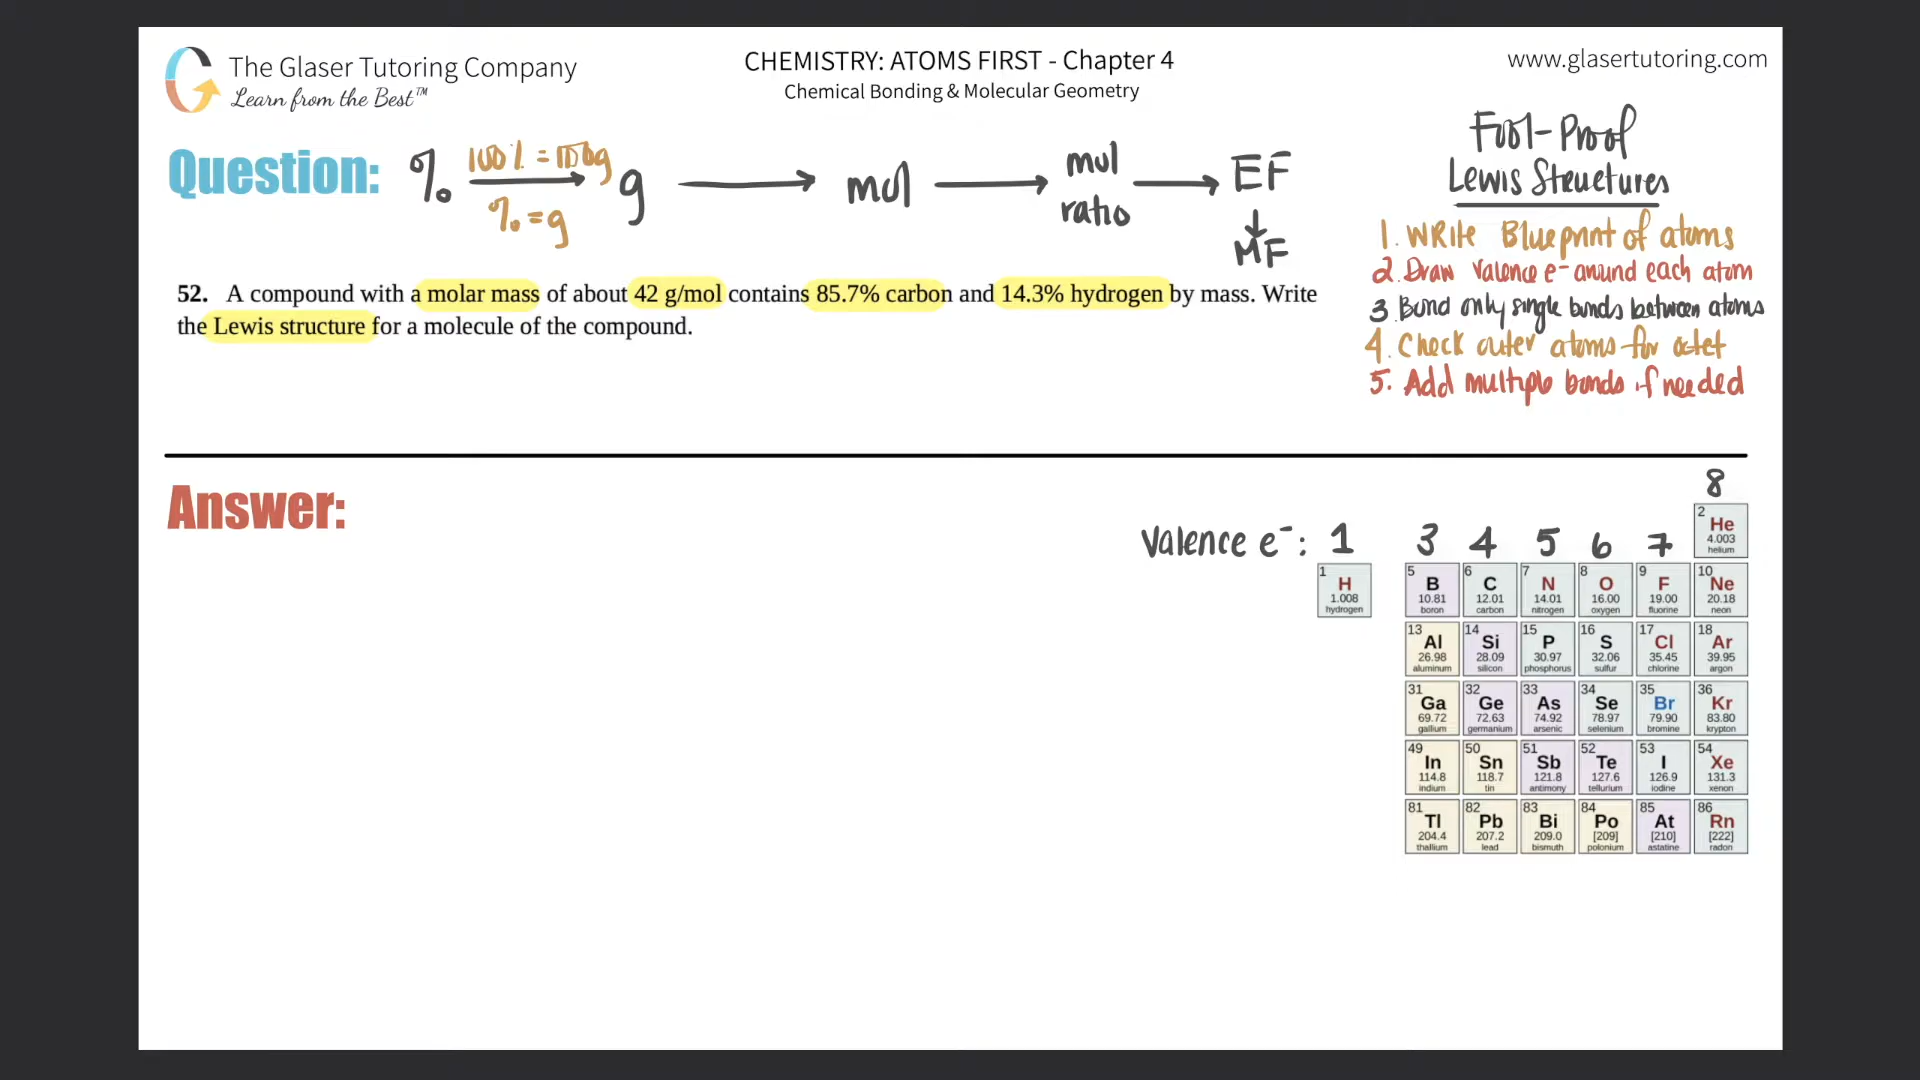 The Glaser Tutoring Company
Learn from the Best™
CHEMISTRY: ATOMS FIRST - Chapter 4
Chemical Bonding & Molecular Geometry
www.glasertutoring.com
Question:
% 100% = 100g % = g g → mol → mol ratio → EF
↓
MF
52. A compound with a molar mass of about 42 g/mol contains 85.7% carbon and 14.3% hydrogen by mass. Write
the Lewis structure for a molecule of the compound.
Fool-Proof
Lewis Structures
1. WRite Blueprint of atoms
2. Draw valence e⁻ around each atom
3. Bond only single bonds between atoms
4. Check outer atoms for octet
5. Add multiple bonds if needed
Answer:
8
Valence e⁻: 1 3 4 5 6 7
2 He 4.003 helium
1 H 1.008 hydrogen
5 B 10.81 boron
6 C 12.01 carbon
7 N 14.01 nitrogen
8 O 16.00 oxygen
9 F 19.00 fluorine
10 Ne 20.18 neon
13 Al 26.98 aluminum
14 Si 28.09 silicon
15 P 30.97 phosphorus
16 S 32.06 sulfur
17 Cl 35.45 chlorine
18 Ar 39.95 argon
31 Ga 69.72 gallium
32 Ge 72.63 germanium
33 As 74.92 arsenic
34 Se 78.97 selenium
35 Br 79.90 bromine
36 Kr 83.80 krypton
49 In 114.8 indium
50 Sn 118.7 tin
51 Sb 121.8 antimony
52 Te 127.6 tellurium
53 I 126.9 iodine
54 Xe 131.3 xenon
81 Tl 204.4 thallium
82 Pb 207.2 lead
83 Bi 209.0 bismuth
84 Po [209] polonium
85 At [210] astatine
86 Rn [222] radon